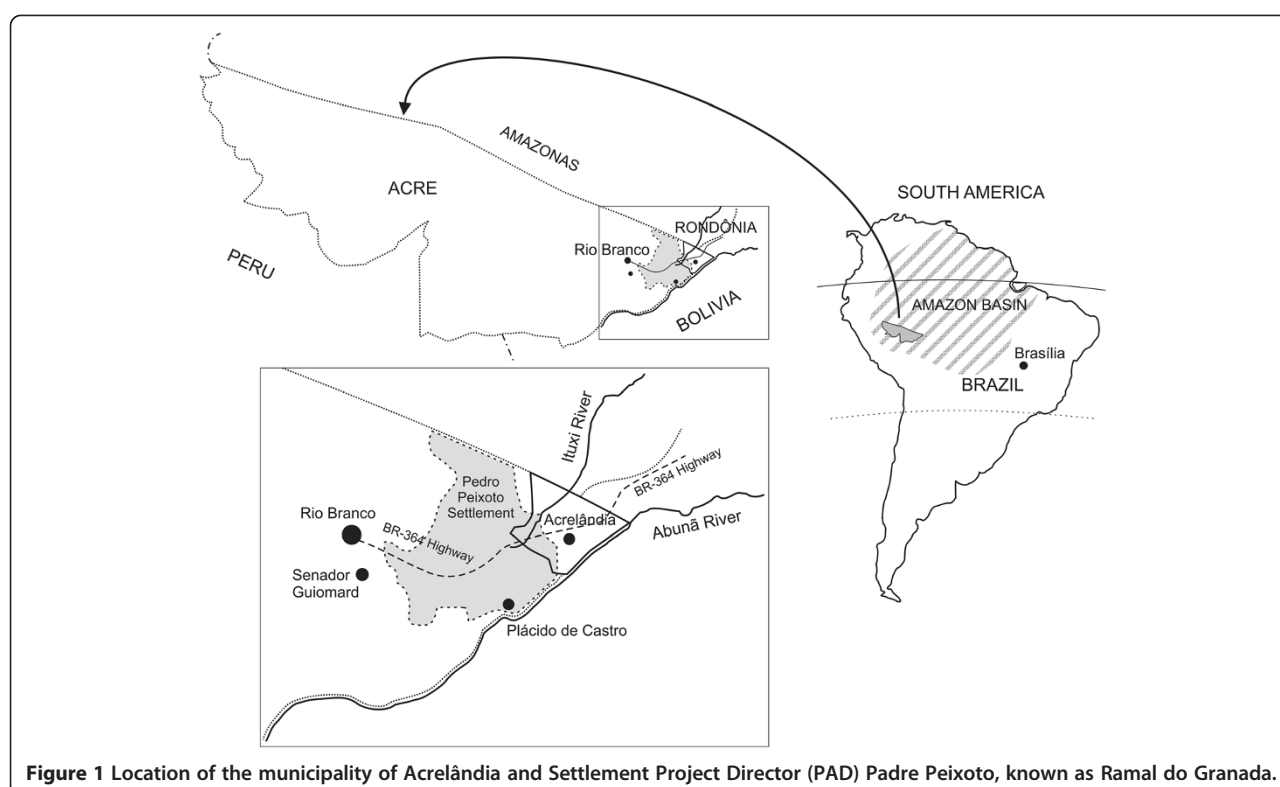 AMAZONAS
ACRE
PERU
RONDÔNIA
Rio Branco
BOLIVIA
SOUTH AMERICA
AMAZON BASIN
Brasília
BRAZIL
Ituxi River
BR-364 Highway
Pedro
Peixoto
Settlement
Rio Branco
Acrelândia
Abunã River
BR-364 Highway
Senador
Guiomard
Plácido de Castro
Figure 1 Location of the municipality of Acrelândia and Settlement Project Director (PAD) Padre Peixoto, known as Ramal do Granada.